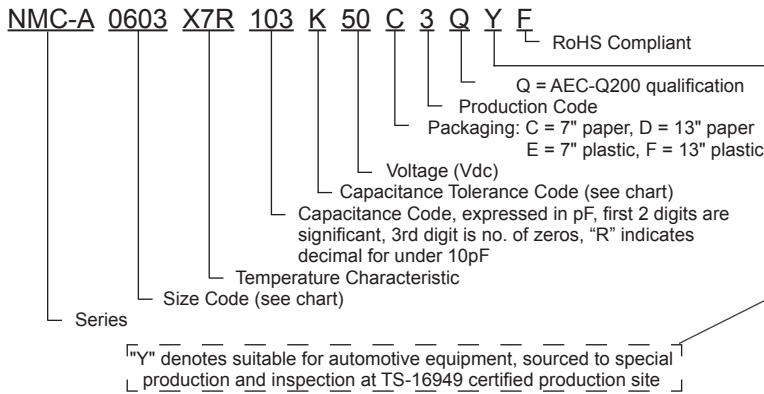 NMC-A 0603 X7R 103 K 50 C 3 Q Y F
RoHS Compliant
Q = AEC-Q200 qualification
Production Code
Packaging: C = 7" paper, D = 13" paper
E = 7" plastic, F = 13" plastic
Voltage (Vdc)
Capacitance Tolerance Code (see chart)
Capacitance Code, expressed in pF, first 2 digits are
significant, 3rd digit is no. of zeros, “R” indicates
decimal for under 10pF
Temperature Characteristic
Size Code (see chart)
Series
"Y" denotes suitable for automotive equipment, sourced to special
production and inspection at TS-16949 certified production site